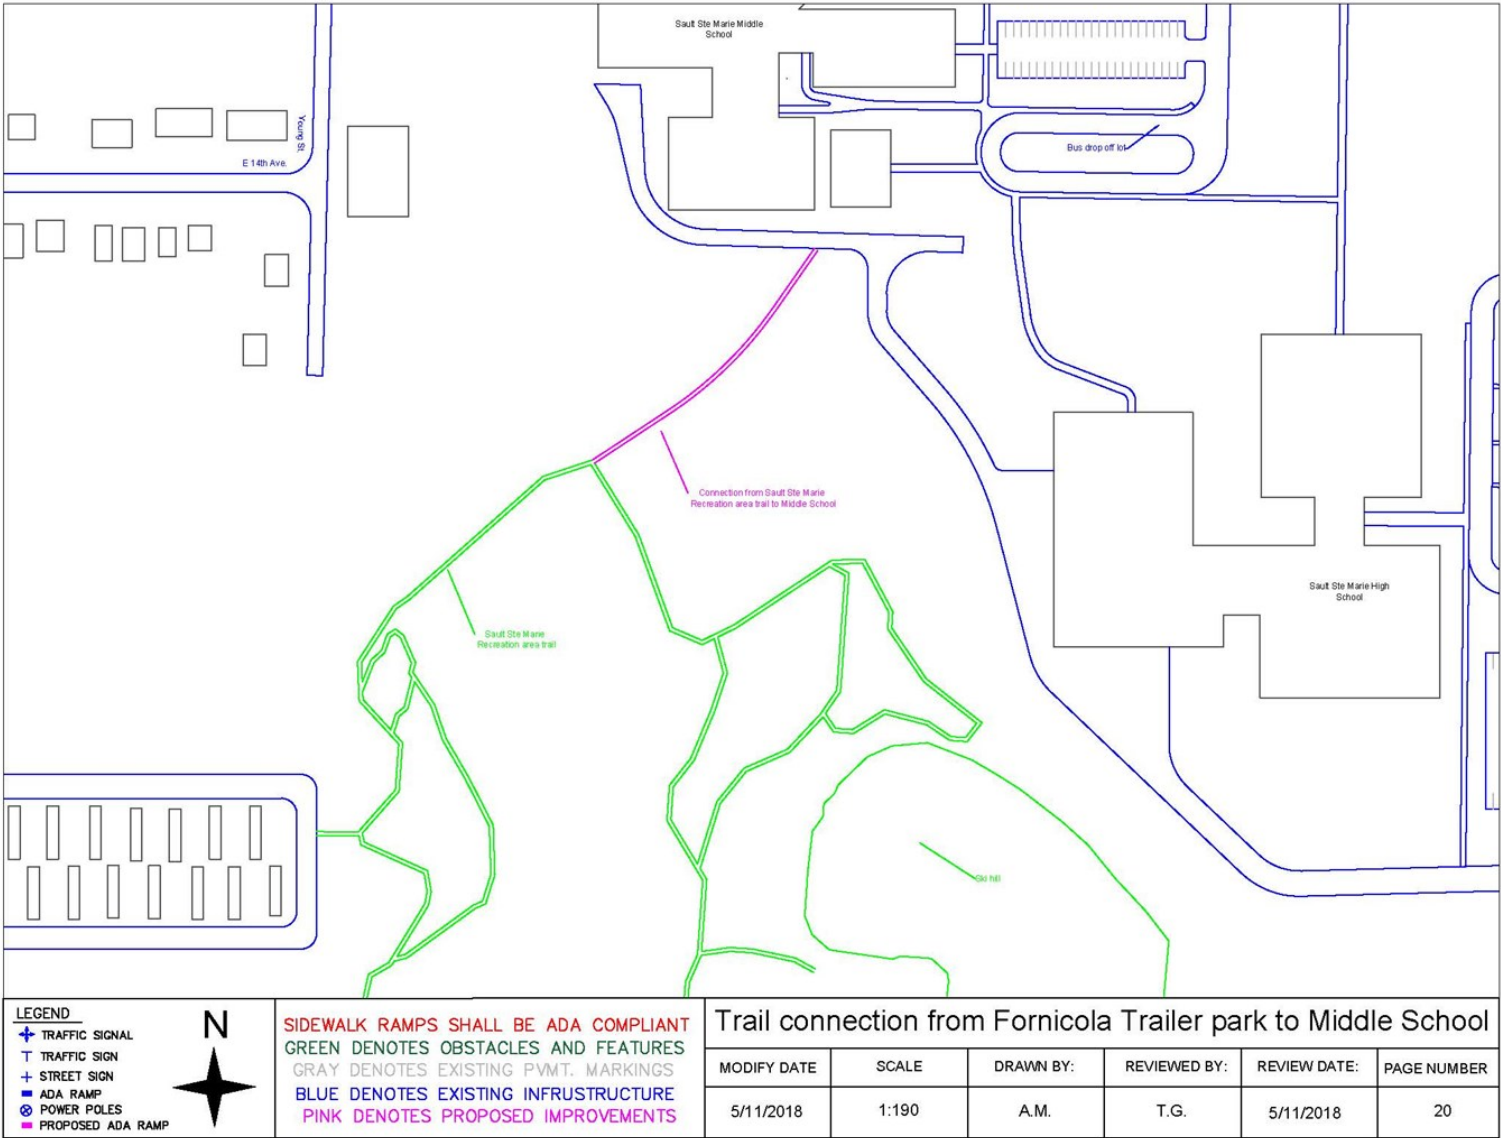 Sault Ste Marie Middle
School
Young St.
E 14th Ave.
Bus drop off lot
Connection from Sault Ste Marie
Recreation area trail to Middle School
Sault Ste Marie High
School
Sault Ste Marie
Recreation area trail
Ski hill
LEGEND
TRAFFIC SIGNAL
TRAFFIC SIGN
STREET SIGN
ADA RAMP
POWER POLES
PROPOSED ADA RAMP
N
SIDEWALK RAMPS SHALL BE ADA COMPLIANT
GREEN DENOTES OBSTACLES AND FEATURES
GRAY DENOTES EXISTING PVMT. MARKINGS
BLUE DENOTES EXISTING INFRUSTRUCTURE
PINK DENOTES PROPOSED IMPROVEMENTS
Trail connection from Fornicola Trailer park to Middle School
MODIFY DATE SCALE DRAWN BY: REVIEWED BY: REVIEW DATE: PAGE NUMBER
5/11/2018 1:190 A.M. T.G. 5/11/2018 20